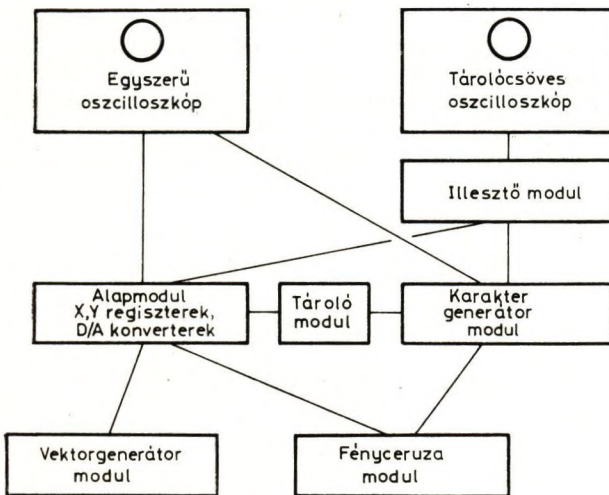 Egyszerű
oszcilloszkóp
Tárolócsöves
oszcilloszkóp
Illesztő modul
Alapmodul
X,Y regiszterek,
D/A konverterek
Tároló
modul
Karakter
generátor
modul
Vektorgenerátor
modul
Fényceruza
modul